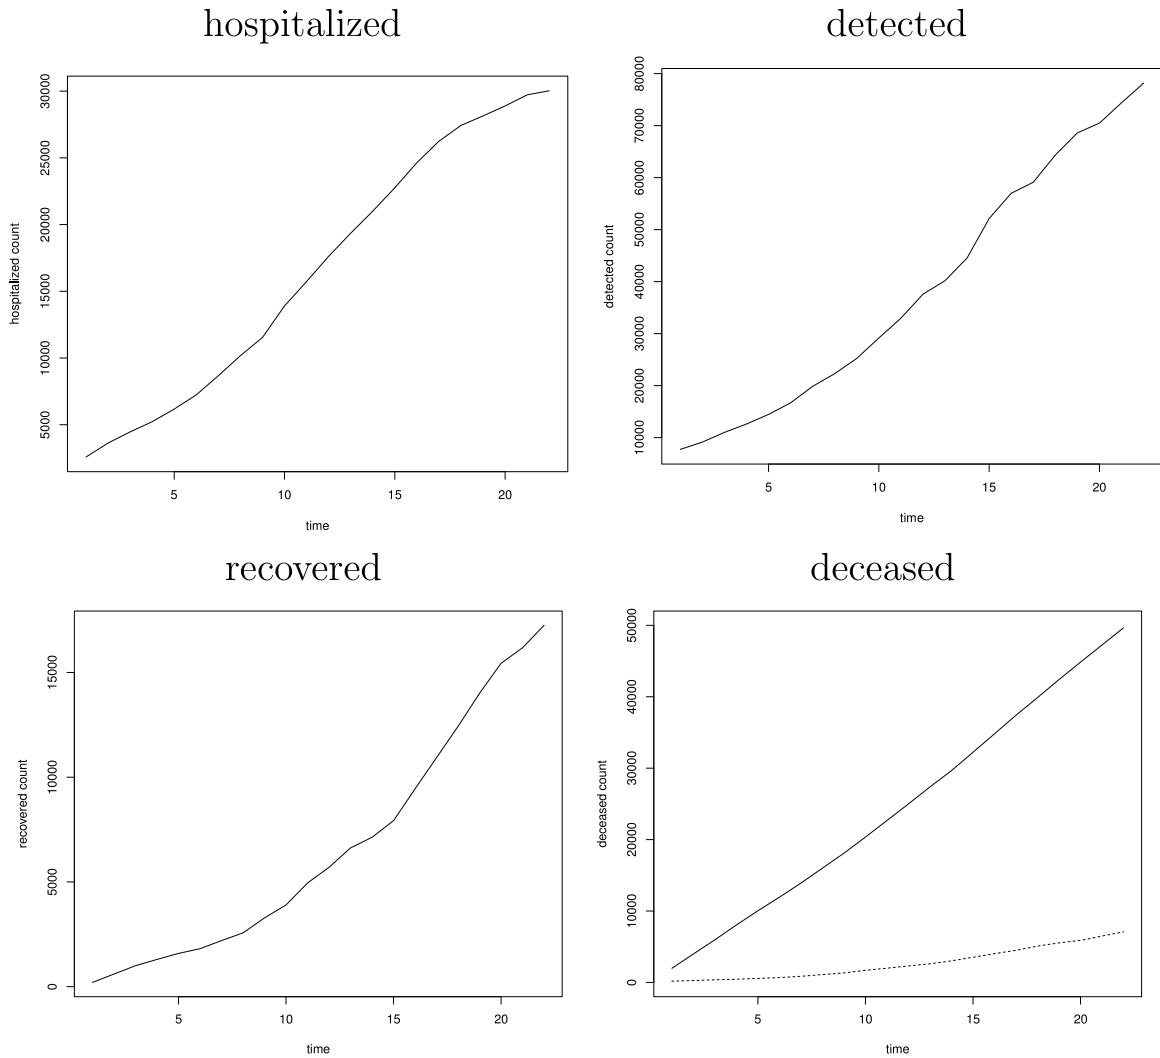 hospitalized
30000
25000
20000
15000
10000
5000
hospitalized count
5 10 15 20
time
detected
80000
70000
60000
50000
40000
30000
20000
10000
detected count
5 10 15 20
time
recovered
15000
10000
5000
0
recovered count
5 10 15 20
time
deceased
50000
40000
30000
20000
10000
0
deceased count
5 10 15 20
time